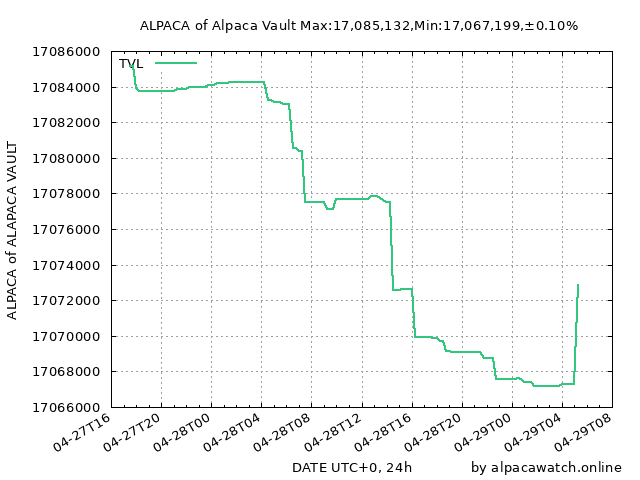 ALPACA of Alpaca Vault Max:17,085,132,Min:17,067,199,±0.10%
TVL
ALPACA of ALAPACA VAULT
17086000
17084000
17082000
17080000
17078000
17076000
17074000
17072000
17070000
17068000
17066000
04-27T16
04-27T20
04-28T00
04-28T04
04-28T08
04-28T12
04-28T16
04-28T20
04-29T00
04-29T04
04-29T08
DATE UTC+0, 24h
by alpacawatch.online